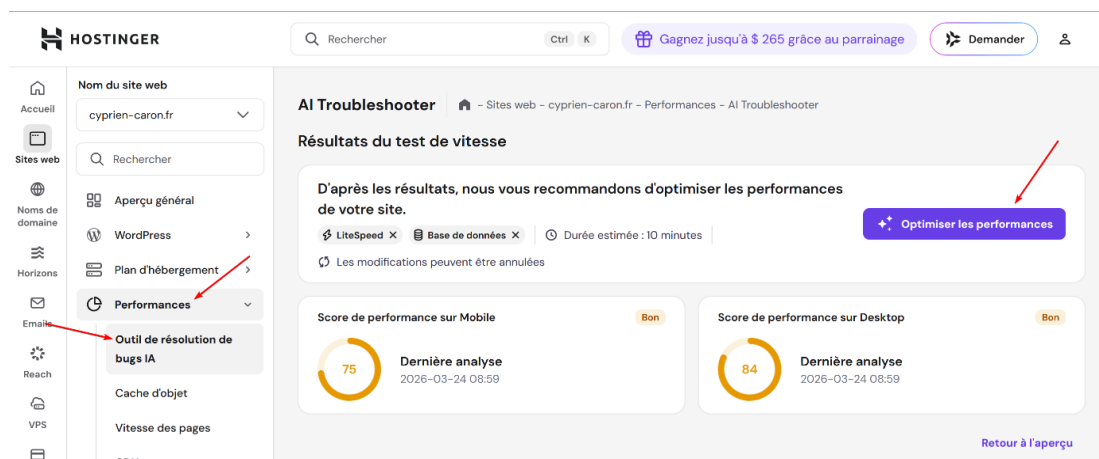 HOSTINGER
Rechercher
Ctrl K
Gagnez jusqu'à $ 265 grâce au parrainage
Demander
Accueil
Sites web
Noms de
domaine
Horizons
Emails
Reach
VPS
Nom du site web
cyprien-caron.fr
Rechercher
Aperçu général
WordPress
Plan d'hébergement
Performances
Outil de résolution de
bugs IA
Cache d'objet
Vitesse des pages
AI Troubleshooter
- Sites web - cyprien-caron.fr - Performances - AI Troubleshooter
Résultats du test de vitesse
D'après les résultats, nous vous recommandons d'optimiser les performances
de votre site.
LiteSpeed X
Base de données X
Durée estimée : 10 minutes
Les modifications peuvent être annulées
Optimiser les performances
Score de performance sur Mobile
Bon
75
Dernière analyse
2026-03-24 08:59
Score de performance sur Desktop
Bon
84
Dernière analyse
2026-03-24 08:59
Retour à l'aperçu